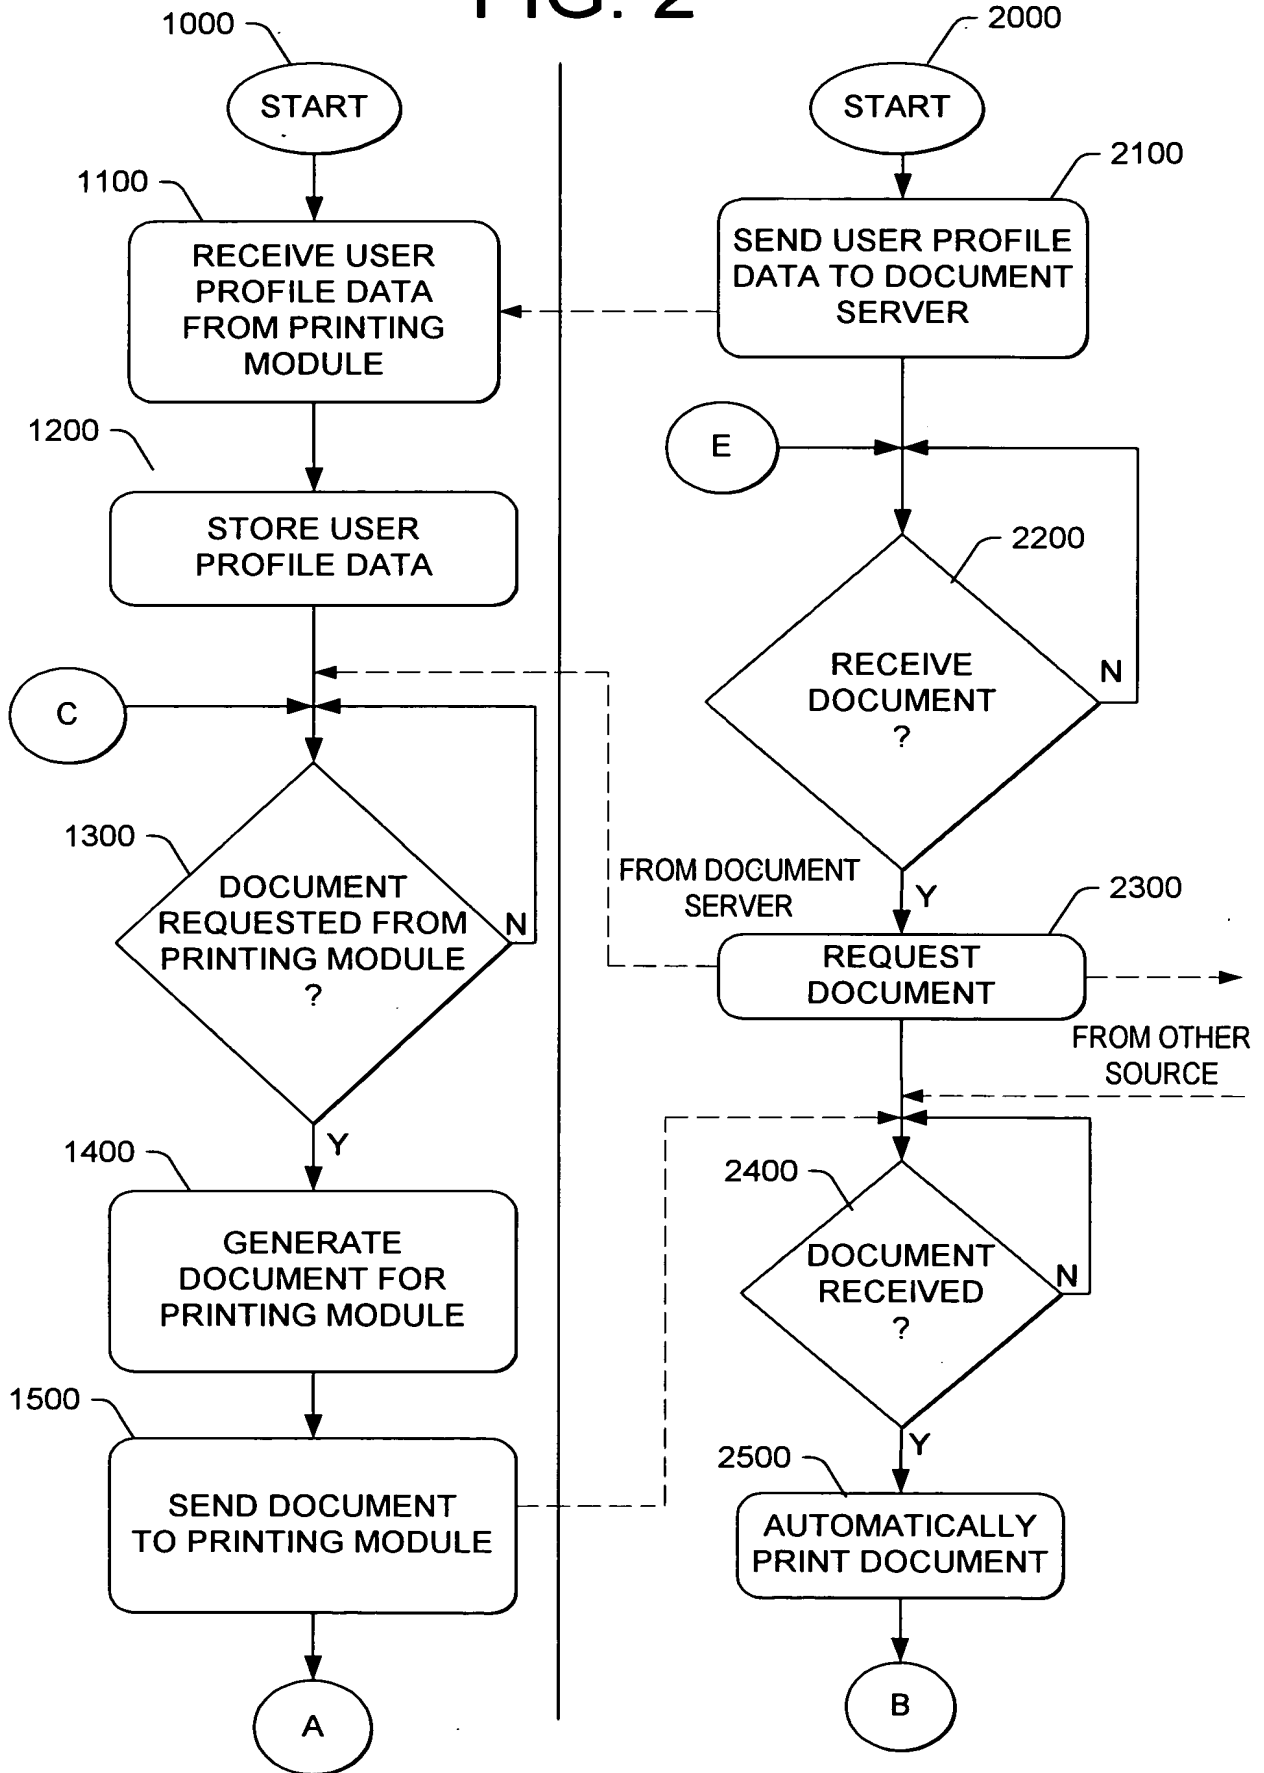 FIG. 2
1000
START
1100
RECEIVE USER
PROFILE DATA
FROM PRINTING
MODULE
1200
STORE USER
PROFILE DATA
C
1300
DOCUMENT
REQUESTED FROM
PRINTING MODULE
?
N
Y
1400
GENERATE
DOCUMENT FOR
PRINTING MODULE
1500
SEND DOCUMENT
TO PRINTING MODULE
A
2000
START
2100
SEND USER PROFILE
DATA TO DOCUMENT
SERVER
E
2200
RECEIVE
DOCUMENT
?
N
Y
FROM DOCUMENT
SERVER
2300
REQUEST
DOCUMENT
FROM OTHER
SOURCE
2400
DOCUMENT
RECEIVED
?
N
Y
2500
AUTOMATICALLY
PRINT DOCUMENT
B